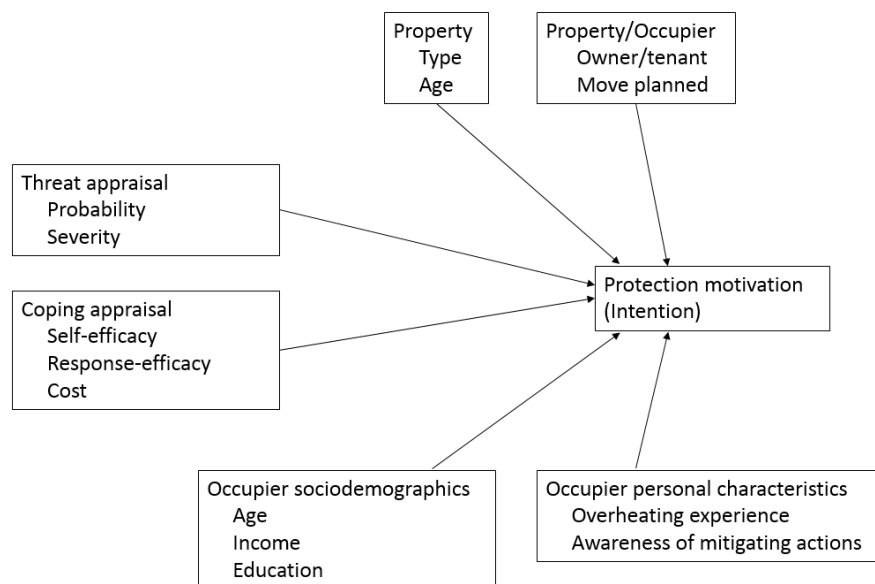 Property
Type
Age
Property/Occupier
Owner/tenant
Move planned
Threat appraisal
Probability
Severity
Protection motivation
(Intention)
Coping appraisal
Self-efficacy
Response-efficacy
Cost
Occupier sociodemographics
Age
Income
Education
Occupier personal characteristics
Overheating experience
Awareness of mitigating actions